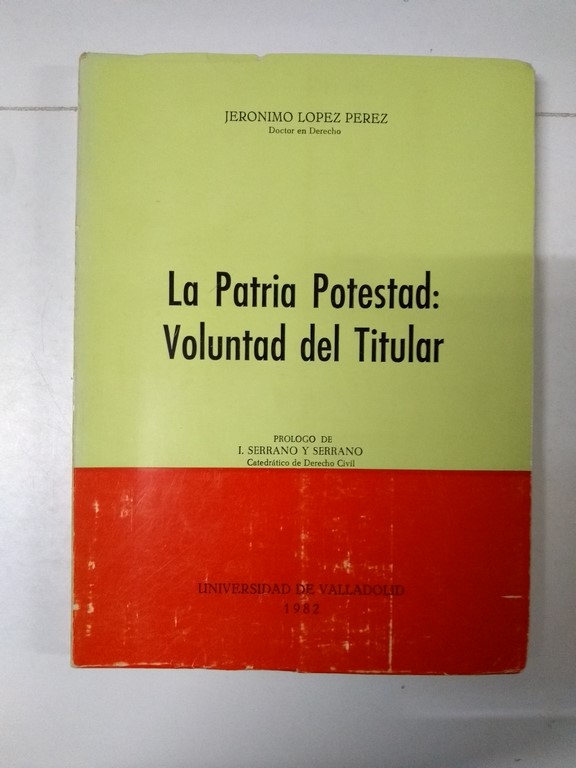 JERONIMO LOPEZ PEREZ
Doctor en Derecho
La Patria Potestad:
Voluntad del Titular
PROLOGO DE
I. SERRANO Y SERRANO
Catedrático de Derecho Civil
UNIVERSIDAD DE VALLADOLID
1982